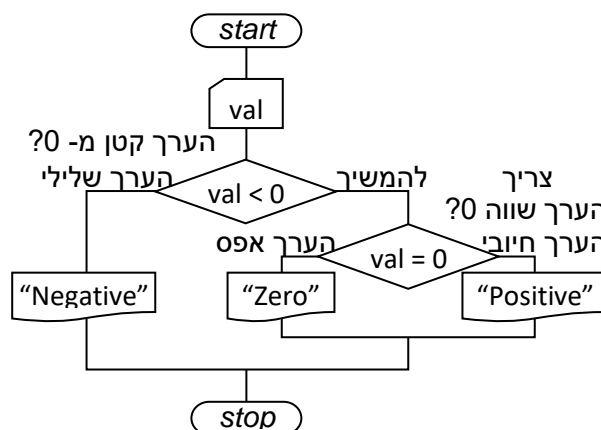 start
val
הערך קטן מ- 0?
הערך שלילי
val < 0
להמשיך
צריך
הערך שווה 0?
הערך אפס
val = 0
הערך חיובי
“Negative”
“Zero”
“Positive”
stop